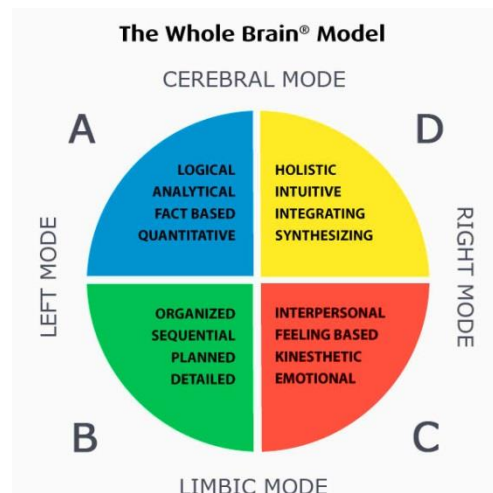 The Whole Brain® Model
CEREBRAL MODE
A
D
LEFT MODE
LOGICAL
ANALYTICAL
FACT BASED
QUANTITATIVE
HOLISTIC
INTUITIVE
INTEGRATING
SYNTHESIZING
RIGHT MODE
ORGANIZED
SEQUENTIAL
PLANNED
DETAILED
INTERPERSONAL
FEELING BASED
KINESTHETIC
EMOTIONAL
B
C
LIMBIC MODE